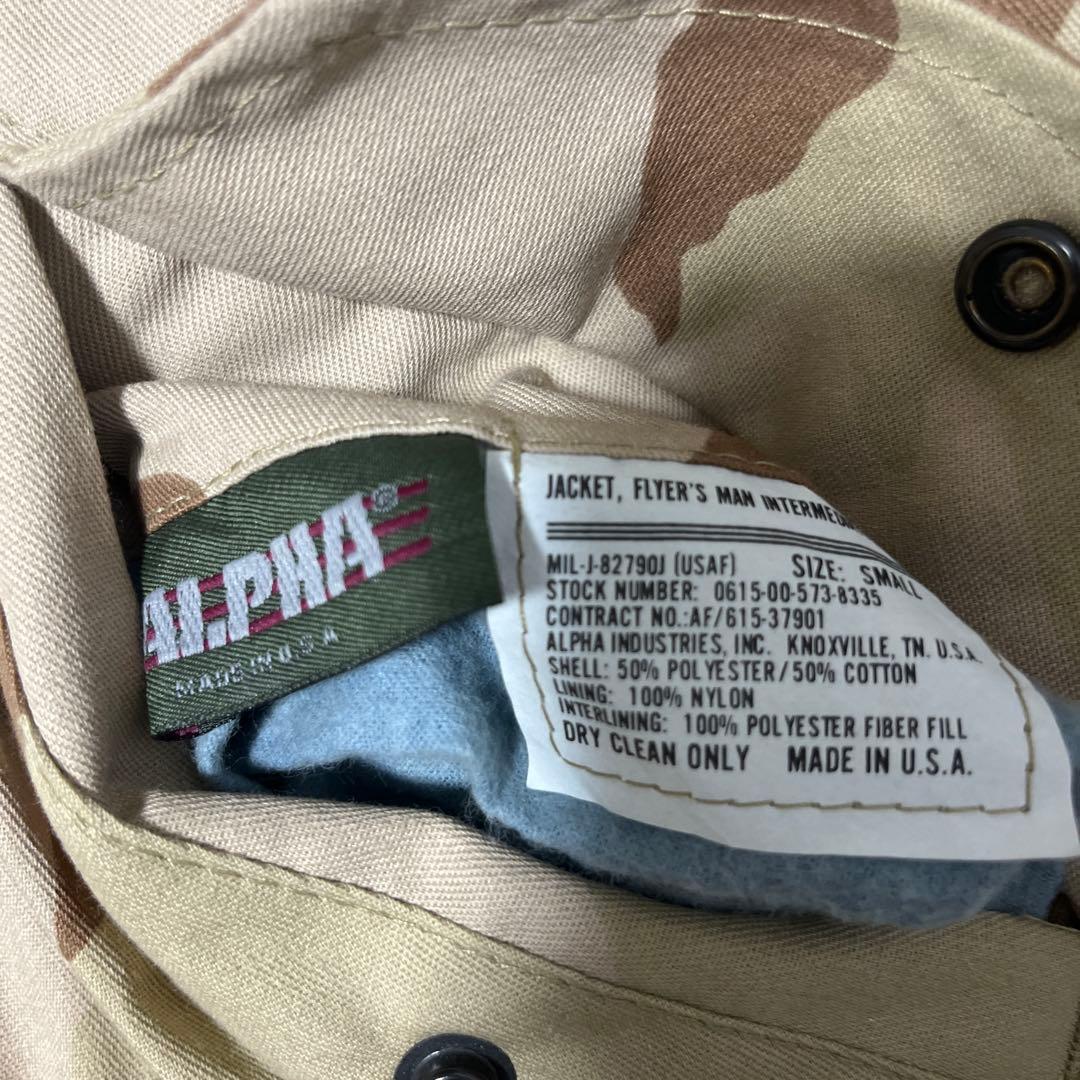 ALPHA®
MADE IN U.S.A
JACKET, FLYER'S MAN
MIL-J-82790J (USAF) SIZE: SMALL
STOCK NUMBER: 0615-00-573-8335
CONTRACT NO.:AF/615-37901
ALPHA INDUSTRIES, INC. KNOXVILLE, TN. U.S.A.
SHELL: 50% POLYESTER/50% COTTON
LINING: 100% NYLON
INTERLINING: 100% POLYESTER FIBER FILL
DRY CLEAN ONLY MADE IN U.S.A.